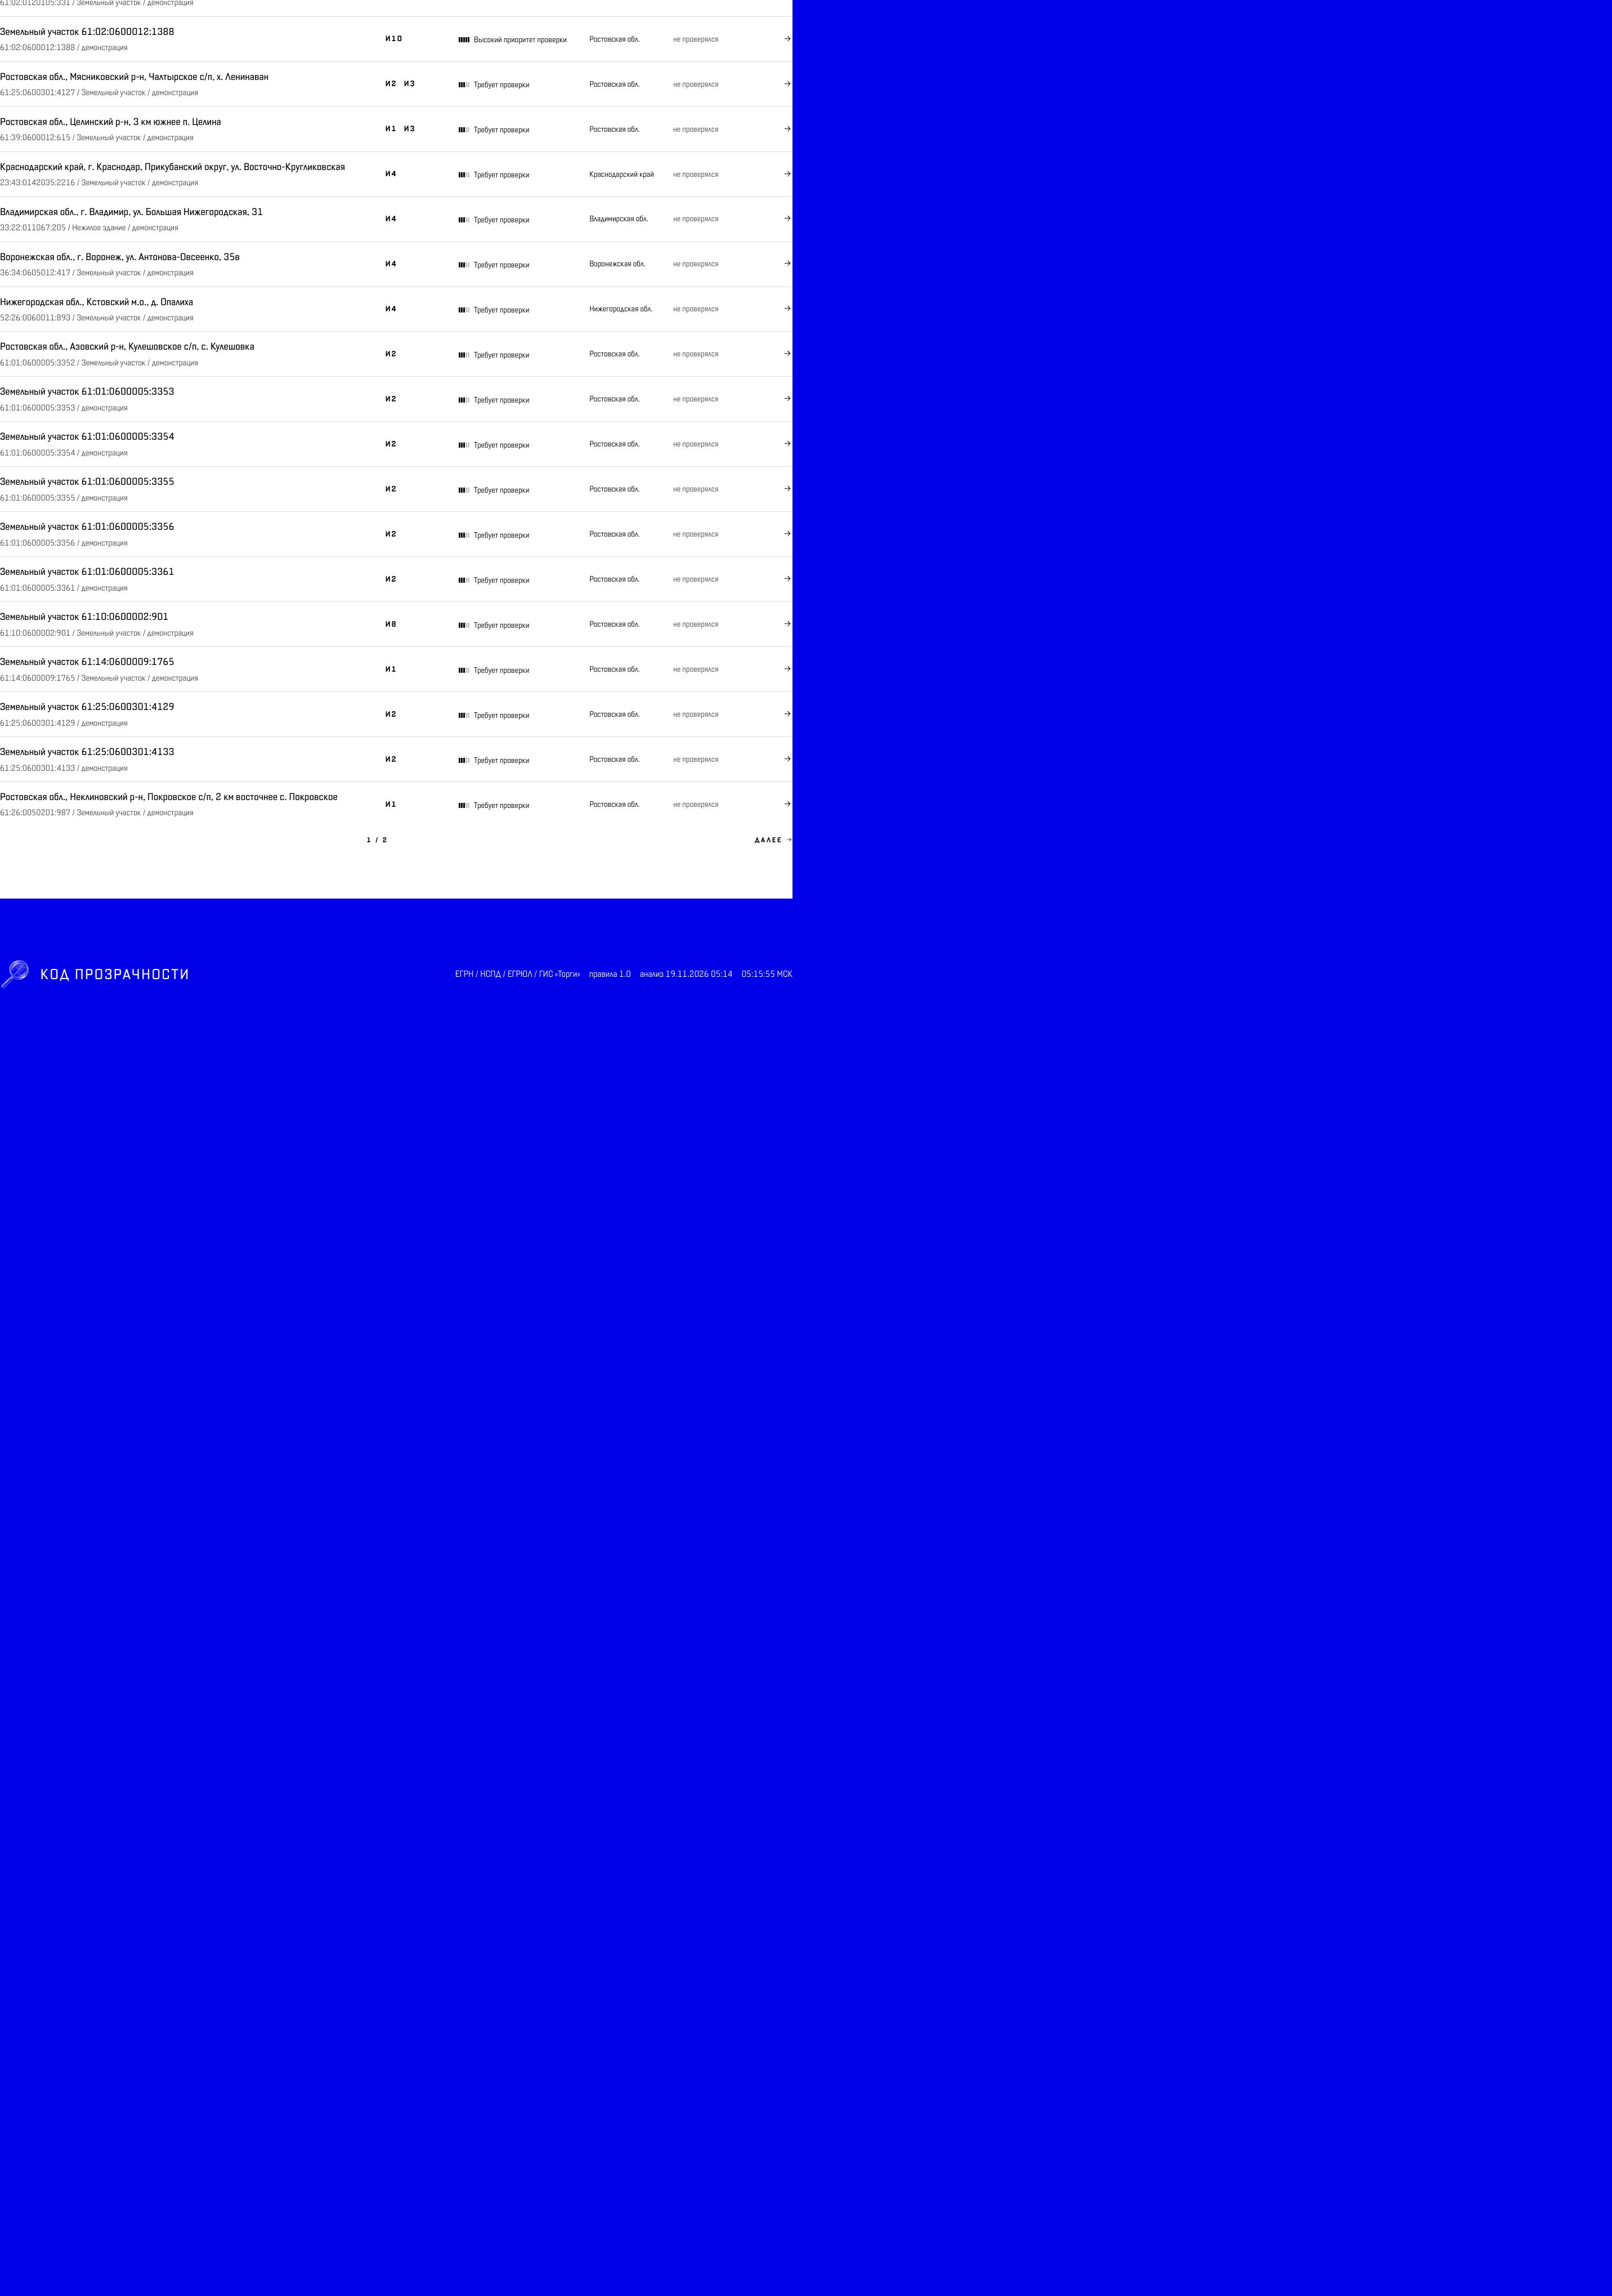 61:02:0120105:331 / Земельный участок / демонстрация
Земельный участок 61:02:0600012:1388
61:02:0600012:1388 / демонстрация
И10
Высокий приоритет проверки
Ростовская обл.
не проверялся
→
Ростовская обл., Мясниковский р-н, Чалтырское с/п, х. Ленинаван
61:25:0600301:4127 / Земельный участок / демонстрация
И2 И3
Требует проверки
Ростовская обл.
не проверялся
→
Ростовская обл., Целинский р-н, 3 км южнее п. Целина
61:39:0600012:615 / Земельный участок / демонстрация
И1 И3
Требует проверки
Ростовская обл.
не проверялся
→
Краснодарский край, г. Краснодар, Прикубанский округ, ул. Восточно-Кругликовская
23:43:0142035:2216 / Земельный участок / демонстрация
И4
Требует проверки
Краснодарский край
не проверялся
→
Владимирская обл., г. Владимир, ул. Большая Нижегородская, 31
33:22:011067:205 / Нежилое здание / демонстрация
И4
Требует проверки
Владимирская обл.
не проверялся
→
Воронежская обл., г. Воронеж, ул. Антонова-Овсеенко, 35в
36:34:0605012:417 / Земельный участок / демонстрация
И4
Требует проверки
Воронежская обл.
не проверялся
→
Нижегородская обл., Кстовский м.о., д. Опалиха
52:26:0060011:893 / Земельный участок / демонстрация
И4
Требует проверки
Нижегородская обл.
не проверялся
→
Ростовская обл., Азовский р-н, Кулешовское с/п, с. Кулешовка
61:01:0600005:3352 / Земельный участок / демонстрация
И2
Требует проверки
Ростовская обл.
не проверялся
→
Земельный участок 61:01:0600005:3353
61:01:0600005:3353 / демонстрация
И2
Требует проверки
Ростовская обл.
не проверялся
→
Земельный участок 61:01:0600005:3354
61:01:0600005:3354 / демонстрация
И2
Требует проверки
Ростовская обл.
не проверялся
→
Земельный участок 61:01:0600005:3355
61:01:0600005:3355 / демонстрация
И2
Требует проверки
Ростовская обл.
не проверялся
→
Земельный участок 61:01:0600005:3356
61:01:0600005:3356 / демонстрация
И2
Требует проверки
Ростовская обл.
не проверялся
→
Земельный участок 61:01:0600005:3361
61:01:0600005:3361 / демонстрация
И2
Требует проверки
Ростовская обл.
не проверялся
→
Земельный участок 61:10:0600002:901
61:10:0600002:901 / Земельный участок / демонстрация
И8
Требует проверки
Ростовская обл.
не проверялся
→
Земельный участок 61:14:0600009:1765
61:14:0600009:1765 / Земельный участок / демонстрация
И1
Требует проверки
Ростовская обл.
не проверялся
→
Земельный участок 61:25:0600301:4129
61:25:0600301:4129 / демонстрация
И2
Требует проверки
Ростовская обл.
не проверялся
→
Земельный участок 61:25:0600301:4133
61:25:0600301:4133 / демонстрация
И2
Требует проверки
Ростовская обл.
не проверялся
→
Ростовская обл., Неклиновский р-н, Покровское с/п, 2 км восточнее с. Покровское
61:26:0050201:987 / Земельный участок / демонстрация
И1
Требует проверки
Ростовская обл.
не проверялся
→
1 / 2
ДАЛЕЕ →
КОД ПРОЗРАЧНОСТИ
ЕГРН / НСПД / ЕГРЮЛ / ГИС «Торги» правила 1.0 анализ 19.11.2026 05:14 05:15:55 МСК